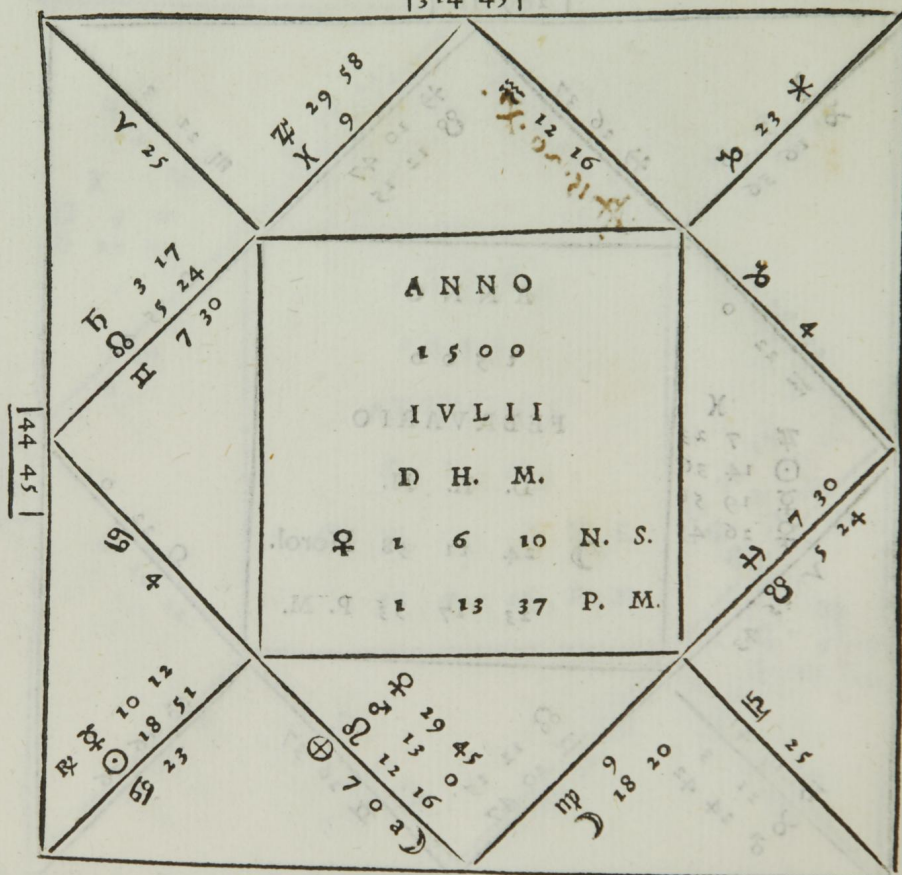 ♈ 25
♃ 29 58
♓ 9
♒ 12 16
♑ 23
♄ 3 17
☊ 5 24
♊ 7 30
♑ 4
44 45
ANNO
1500
IVLII
D H. M.
♀ 1 6 10 N. S.
1 13 37 P. M.
♐ 7 30
☋ 5 24
♋ 4
℞ ☿ 10 12
☉ 18 51
♋ 23
29 45
13 0
♌ 12 16
⊕ 7 0 a ☽
♍ 9
☽ 18 20
25